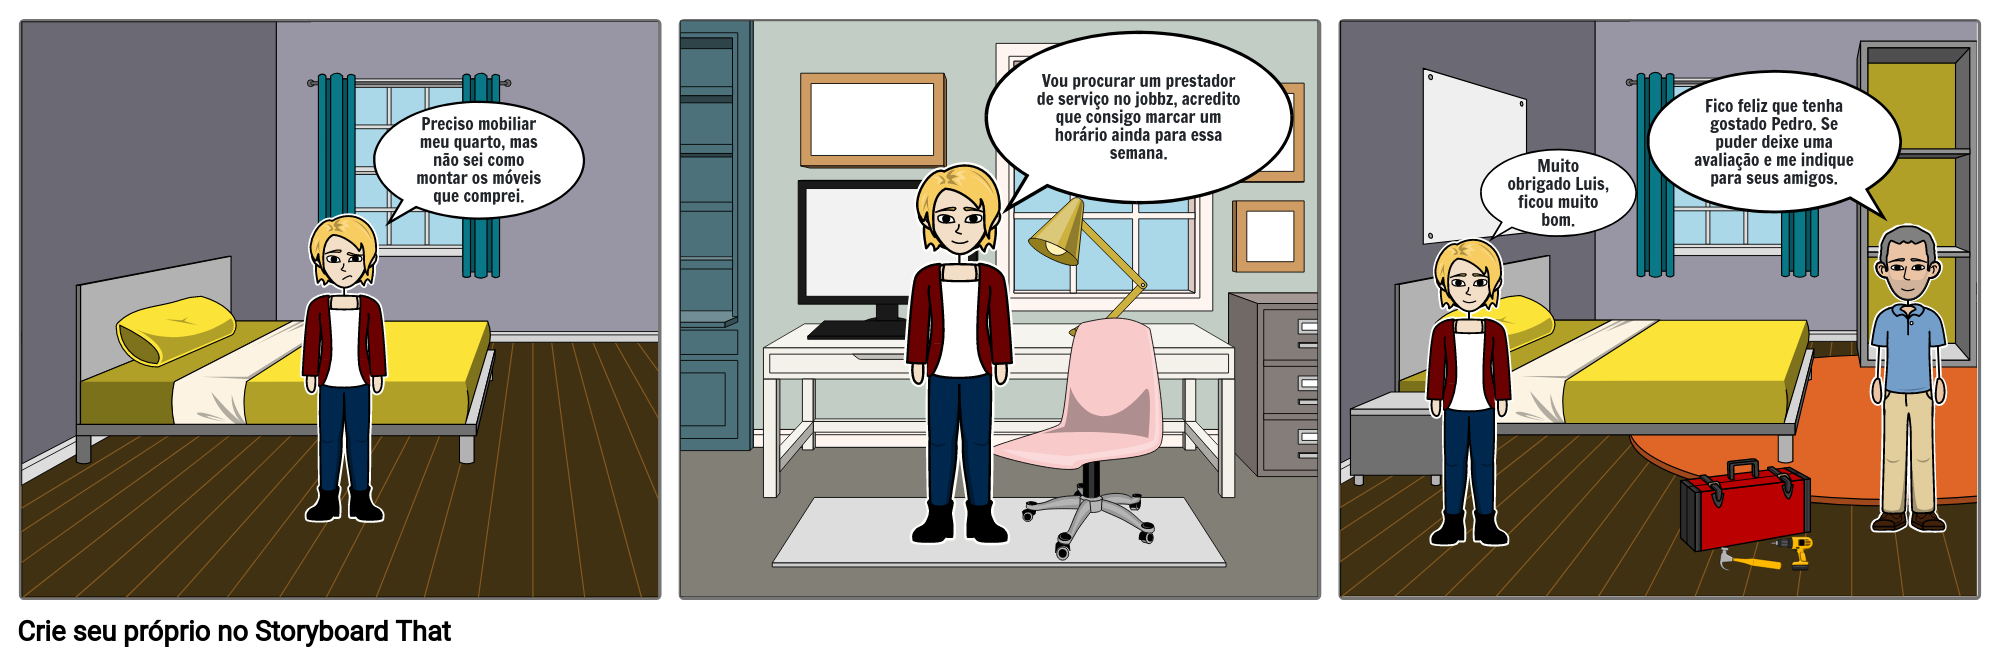 Preciso mobiliar
meu quarto, mas
não sei como
montar os móveis
que comprei.
Vou procurar um prestador
de serviço no jobbz, acredito
que consigo marcar um
horário ainda para essa
semana.
Muito
obrigado Luis,
ficou muito
bom.
Fico feliz que tenha
gostado Pedro. Se
puder deixe uma
avaliação e me indique
para seus amigos.
Crie seu próprio no Storyboard That